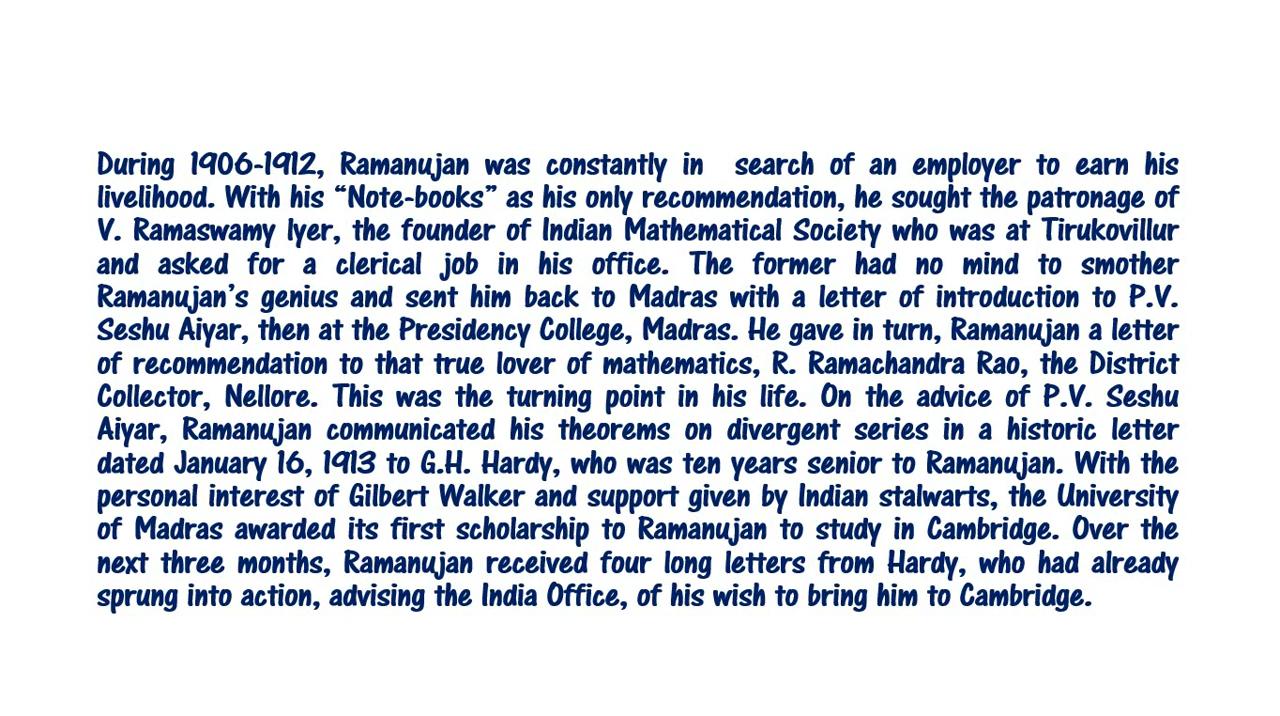 During 1906-1912, Ramanujan was constantly in search of an employer to earn his
livelihood. With his “Note-books” as his only recommendation, he sought the patronage of
V. Ramaswamy Iyer, the founder of Indian Mathematical Society who was at Tirukovillur
and asked for a clerical job in his office. The former had no mind to smother
Ramanujan’s genius and sent him back to Madras with a letter of introduction to P.V.
Seshu Aiyar, then at the Presidency College, Madras. He gave in turn, Ramanujan a letter
of recommendation to that true lover of mathematics, R. Ramachandra Rao, the District
Collector, Nellore. This was the turning point in his life. On the advice of P.V. Seshu
Aiyar, Ramanujan communicated his theorems on divergent series in a historic letter
dated January 16, 1913 to G.H. Hardy, who was ten years senior to Ramanujan. With the
personal interest of Gilbert Walker and support given by Indian stalwarts, the University
of Madras awarded its first scholarship to Ramanujan to study in Cambridge. Over the
next three months, Ramanujan received four long letters from Hardy, who had already
sprung into action, advising the India Office, of his wish to bring him to Cambridge.